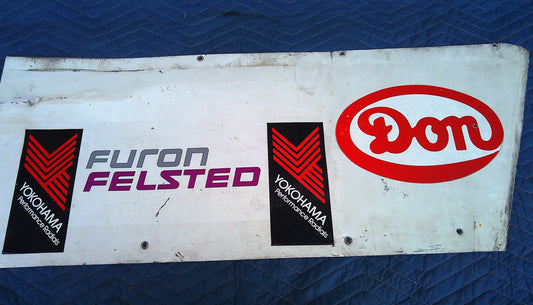 YOKOHAMA
Performance Radials
FURON
FELSTED
YOKOHAMA
Performance Radials
Don